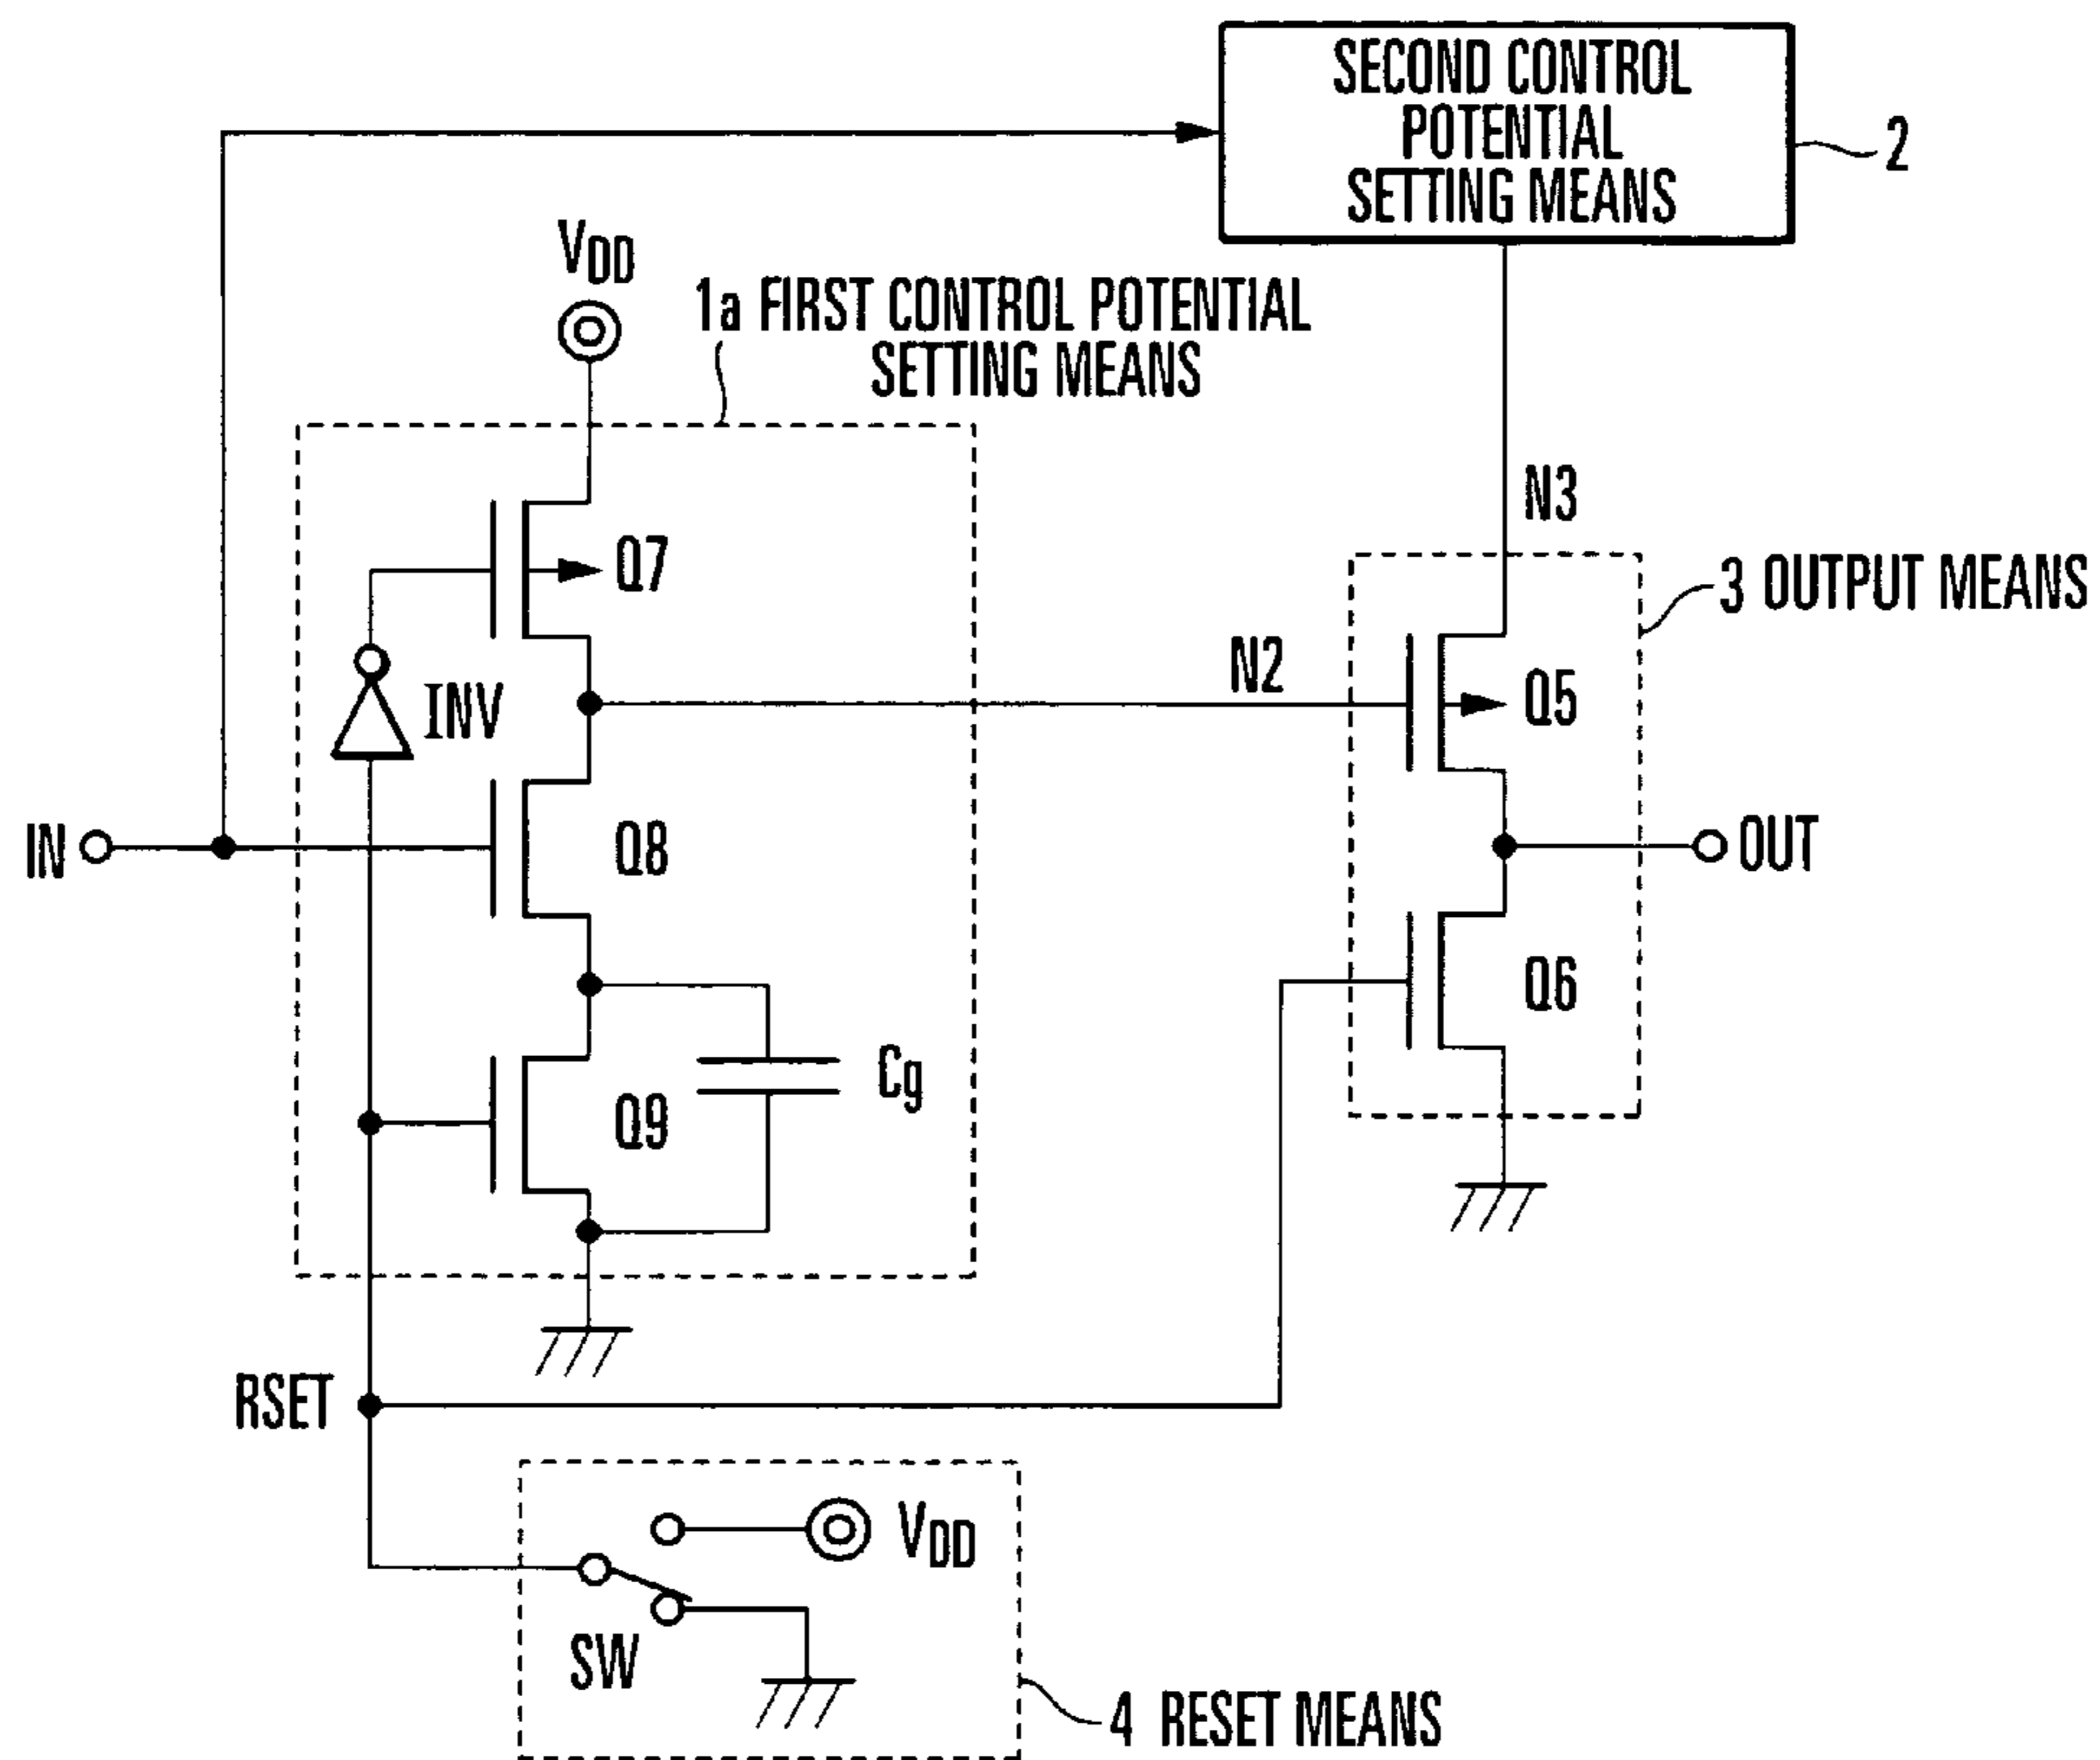 SECOND CONTROL
POTENTIAL
SETTING MEANS
2
VDD
1a FIRST CONTROL POTENTIAL
SETTING MEANS
N3
Q7
3 OUTPUT MEANS
N2
Q5
INV
IN
Q8
OUT
Q6
Cg
Q9
RSET
VDD
SW
4 RESET MEANS